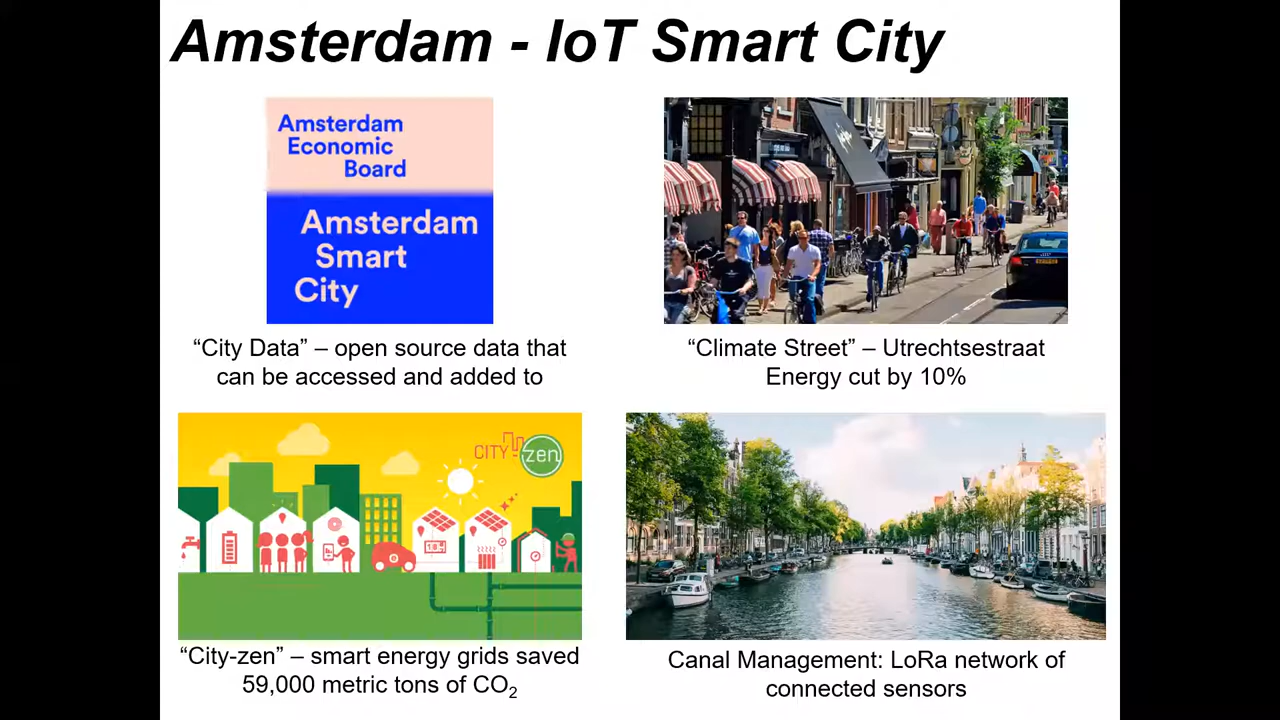 Amsterdam - IoT Smart City
Amsterdam
Economic
Board
Amsterdam
Smart
City
“City Data” – open source data that
can be accessed and added to
“Climate Street” – Utrechtsestraat
Energy cut by 10%
CITY zen
“City-zen” – smart energy grids saved
59,000 metric tons of CO₂
Canal Management: LoRa network of
connected sensors